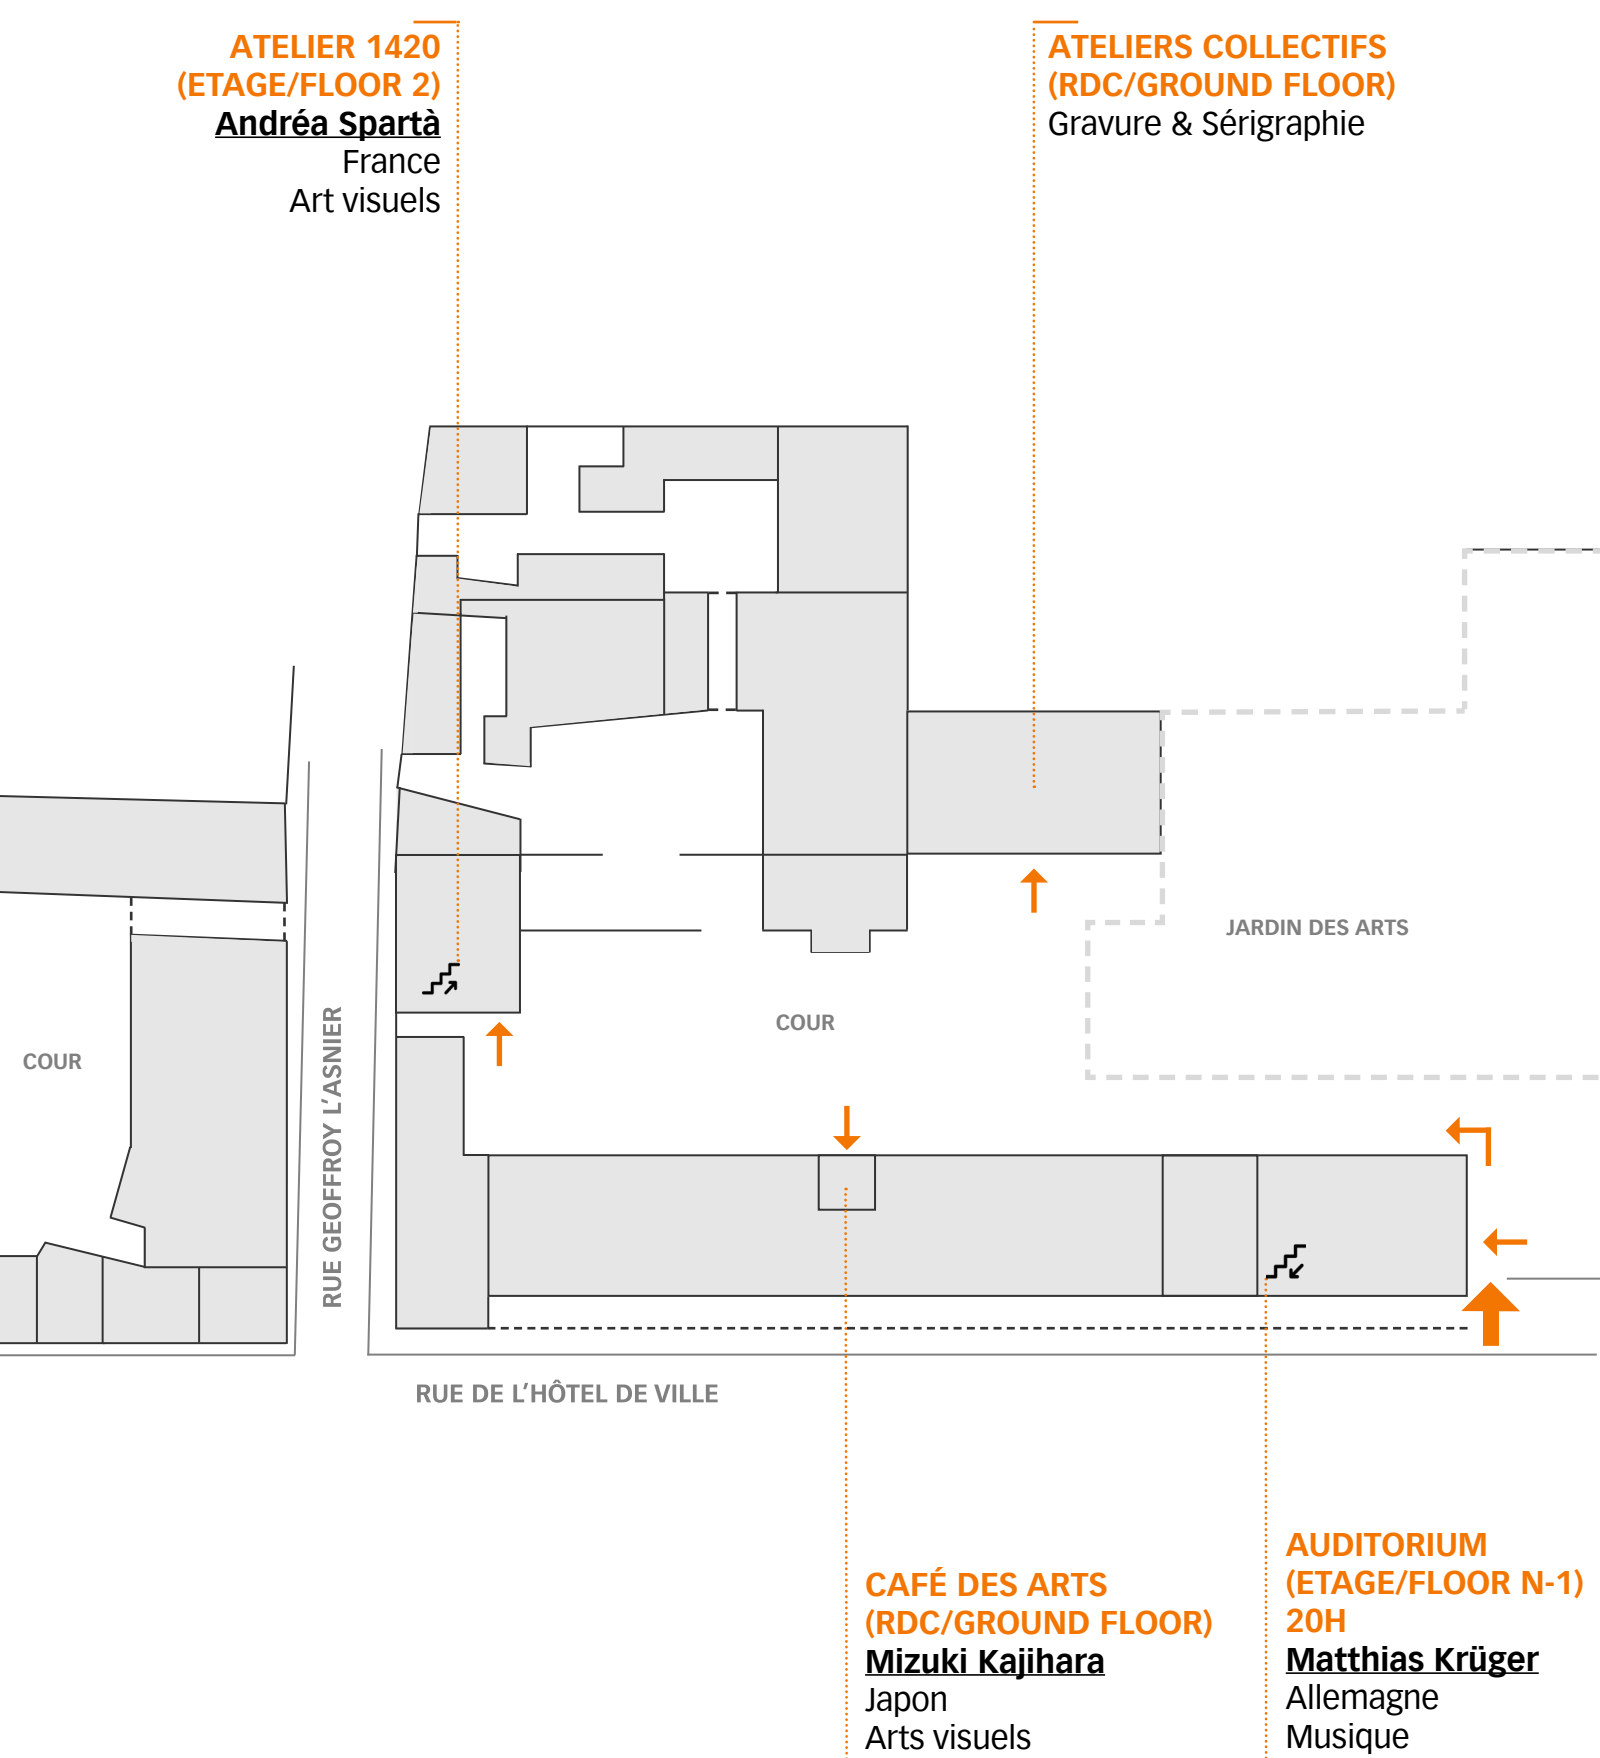 ATELIER 1420
(ETAGE/FLOOR 2)
Andréa Spartà
France
Art visuels
ATELIERS COLLECTIFS
(RDC/GROUND FLOOR)
Gravure & Sérigraphie
JARDIN DES ARTS
COUR
COUR
RUE GEOFFROY L’ASNIER
RUE DE L’HÔTEL DE VILLE
CAFÉ DES ARTS
(RDC/GROUND FLOOR)
Mizuki Kajihara
Japon
Arts visuels
AUDITORIUM
(ETAGE/FLOOR N-1)
20H
Matthias Krüger
Allemagne
Musique